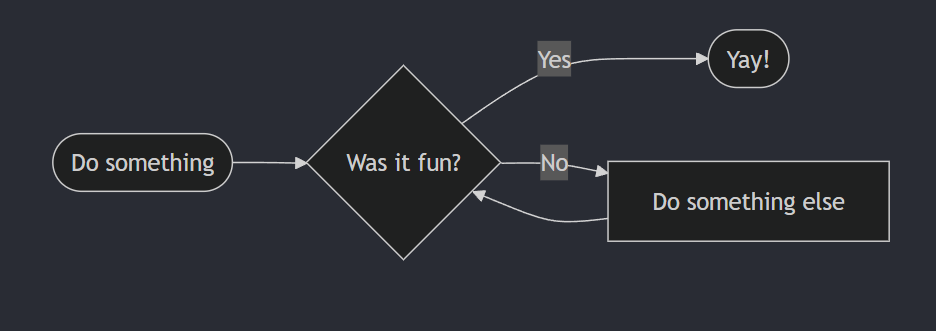 Do something
Was it fun?
Yes
Yay!
No
Do something else